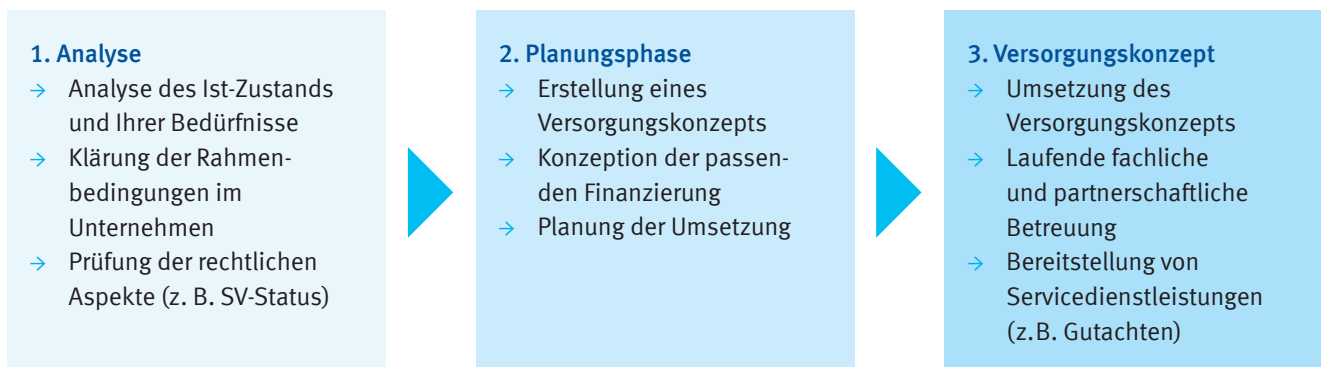 1. Analyse
→ Analyse des Ist-Zustands
und Ihrer Bedürfnisse
→ Klärung der Rahmen-
bedingungen im
Unternehmen
→ Prüfung der rechtlichen
Aspekte (z. B. SV-Status)
2. Planungsphase
→ Erstellung eines
Versorgungskonzepts
→ Konzeption der passen-
den Finanzierung
→ Planung der Umsetzung
3. Versorgungskonzept
→ Umsetzung des
Versorgungskonzepts
→ Laufende fachliche
und partnerschaftliche
Betreuung
→ Bereitstellung von
Servicedienstleistungen
(z.B. Gutachten)